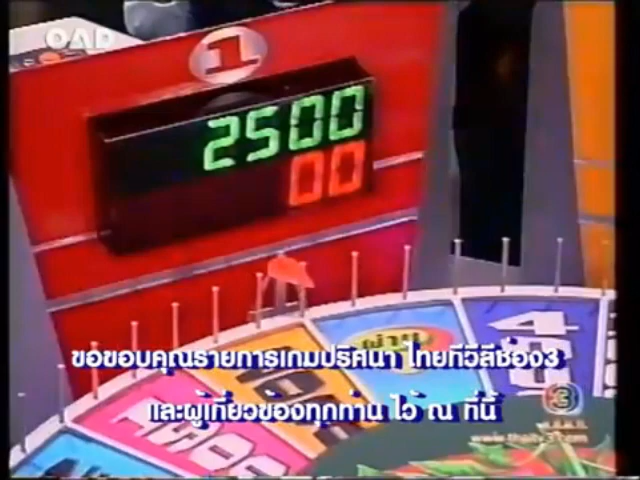 OAD
1
2500
00
ผ่าน
ขอขอบคุณรายการเกมปริศนา ไทยทีวีสีช่อง3
และผู้เกี่ยวของทุกท่าน ไว้ ณ ที่นี้
3
www.thaitv3.com